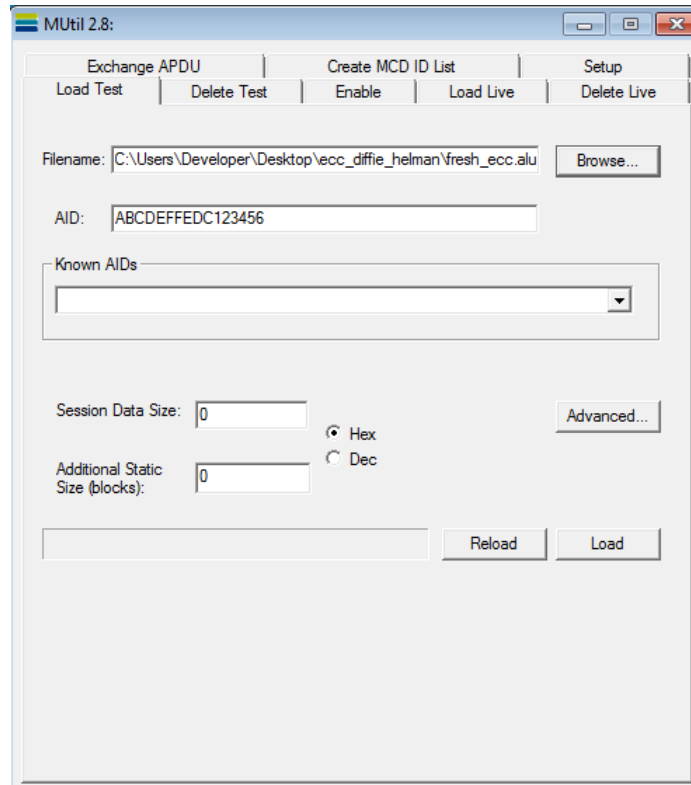 MUtil 2.8:
Exchange APDU Create MCD ID List Setup
Load Test Delete Test Enable Load Live Delete Live
Filename: C:\Users\Developer\Desktop\ecc_diffie_helman\fresh_ecc.alu Browse...
AID: ABCDEFFEDC123456
Known AIDs
Session Data Size: 0
Hex
Advanced...
Dec
Additional Static
Size (blocks): 0
Reload Load